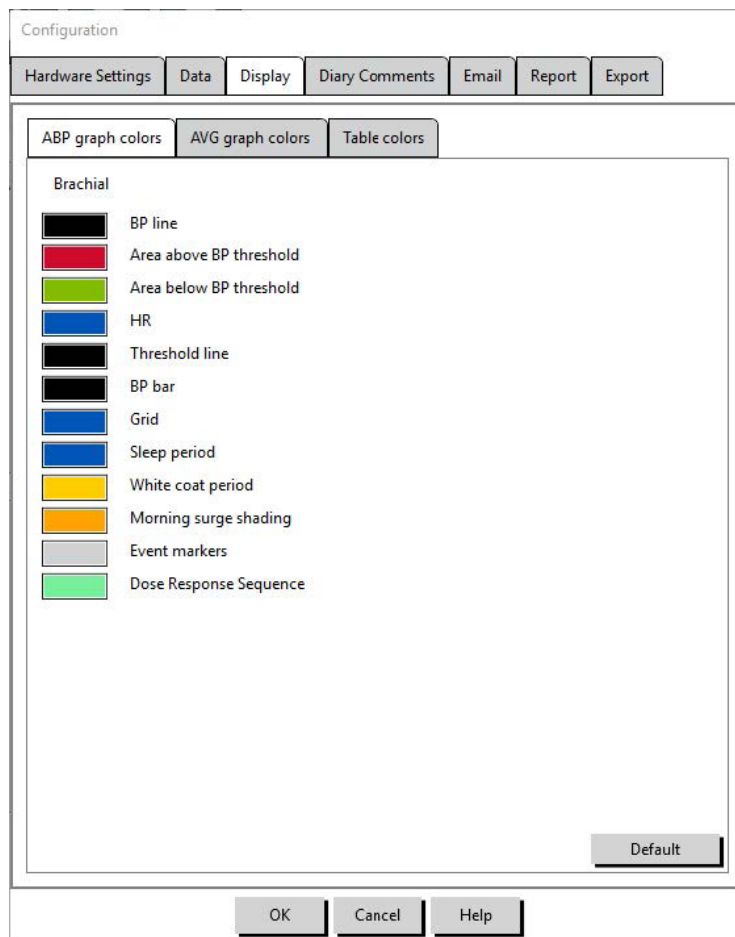 Configuration
Hardware Settings Data Display Diary Comments Email Report Export
ABP graph colors AVG graph colors Table colors
Brachial
BP line
Area above BP threshold
Area below BP threshold
HR
Threshold line
BP bar
Grid
Sleep period
White coat period
Morning surge shading
Event markers
Dose Response Sequence
Default
OK Cancel Help